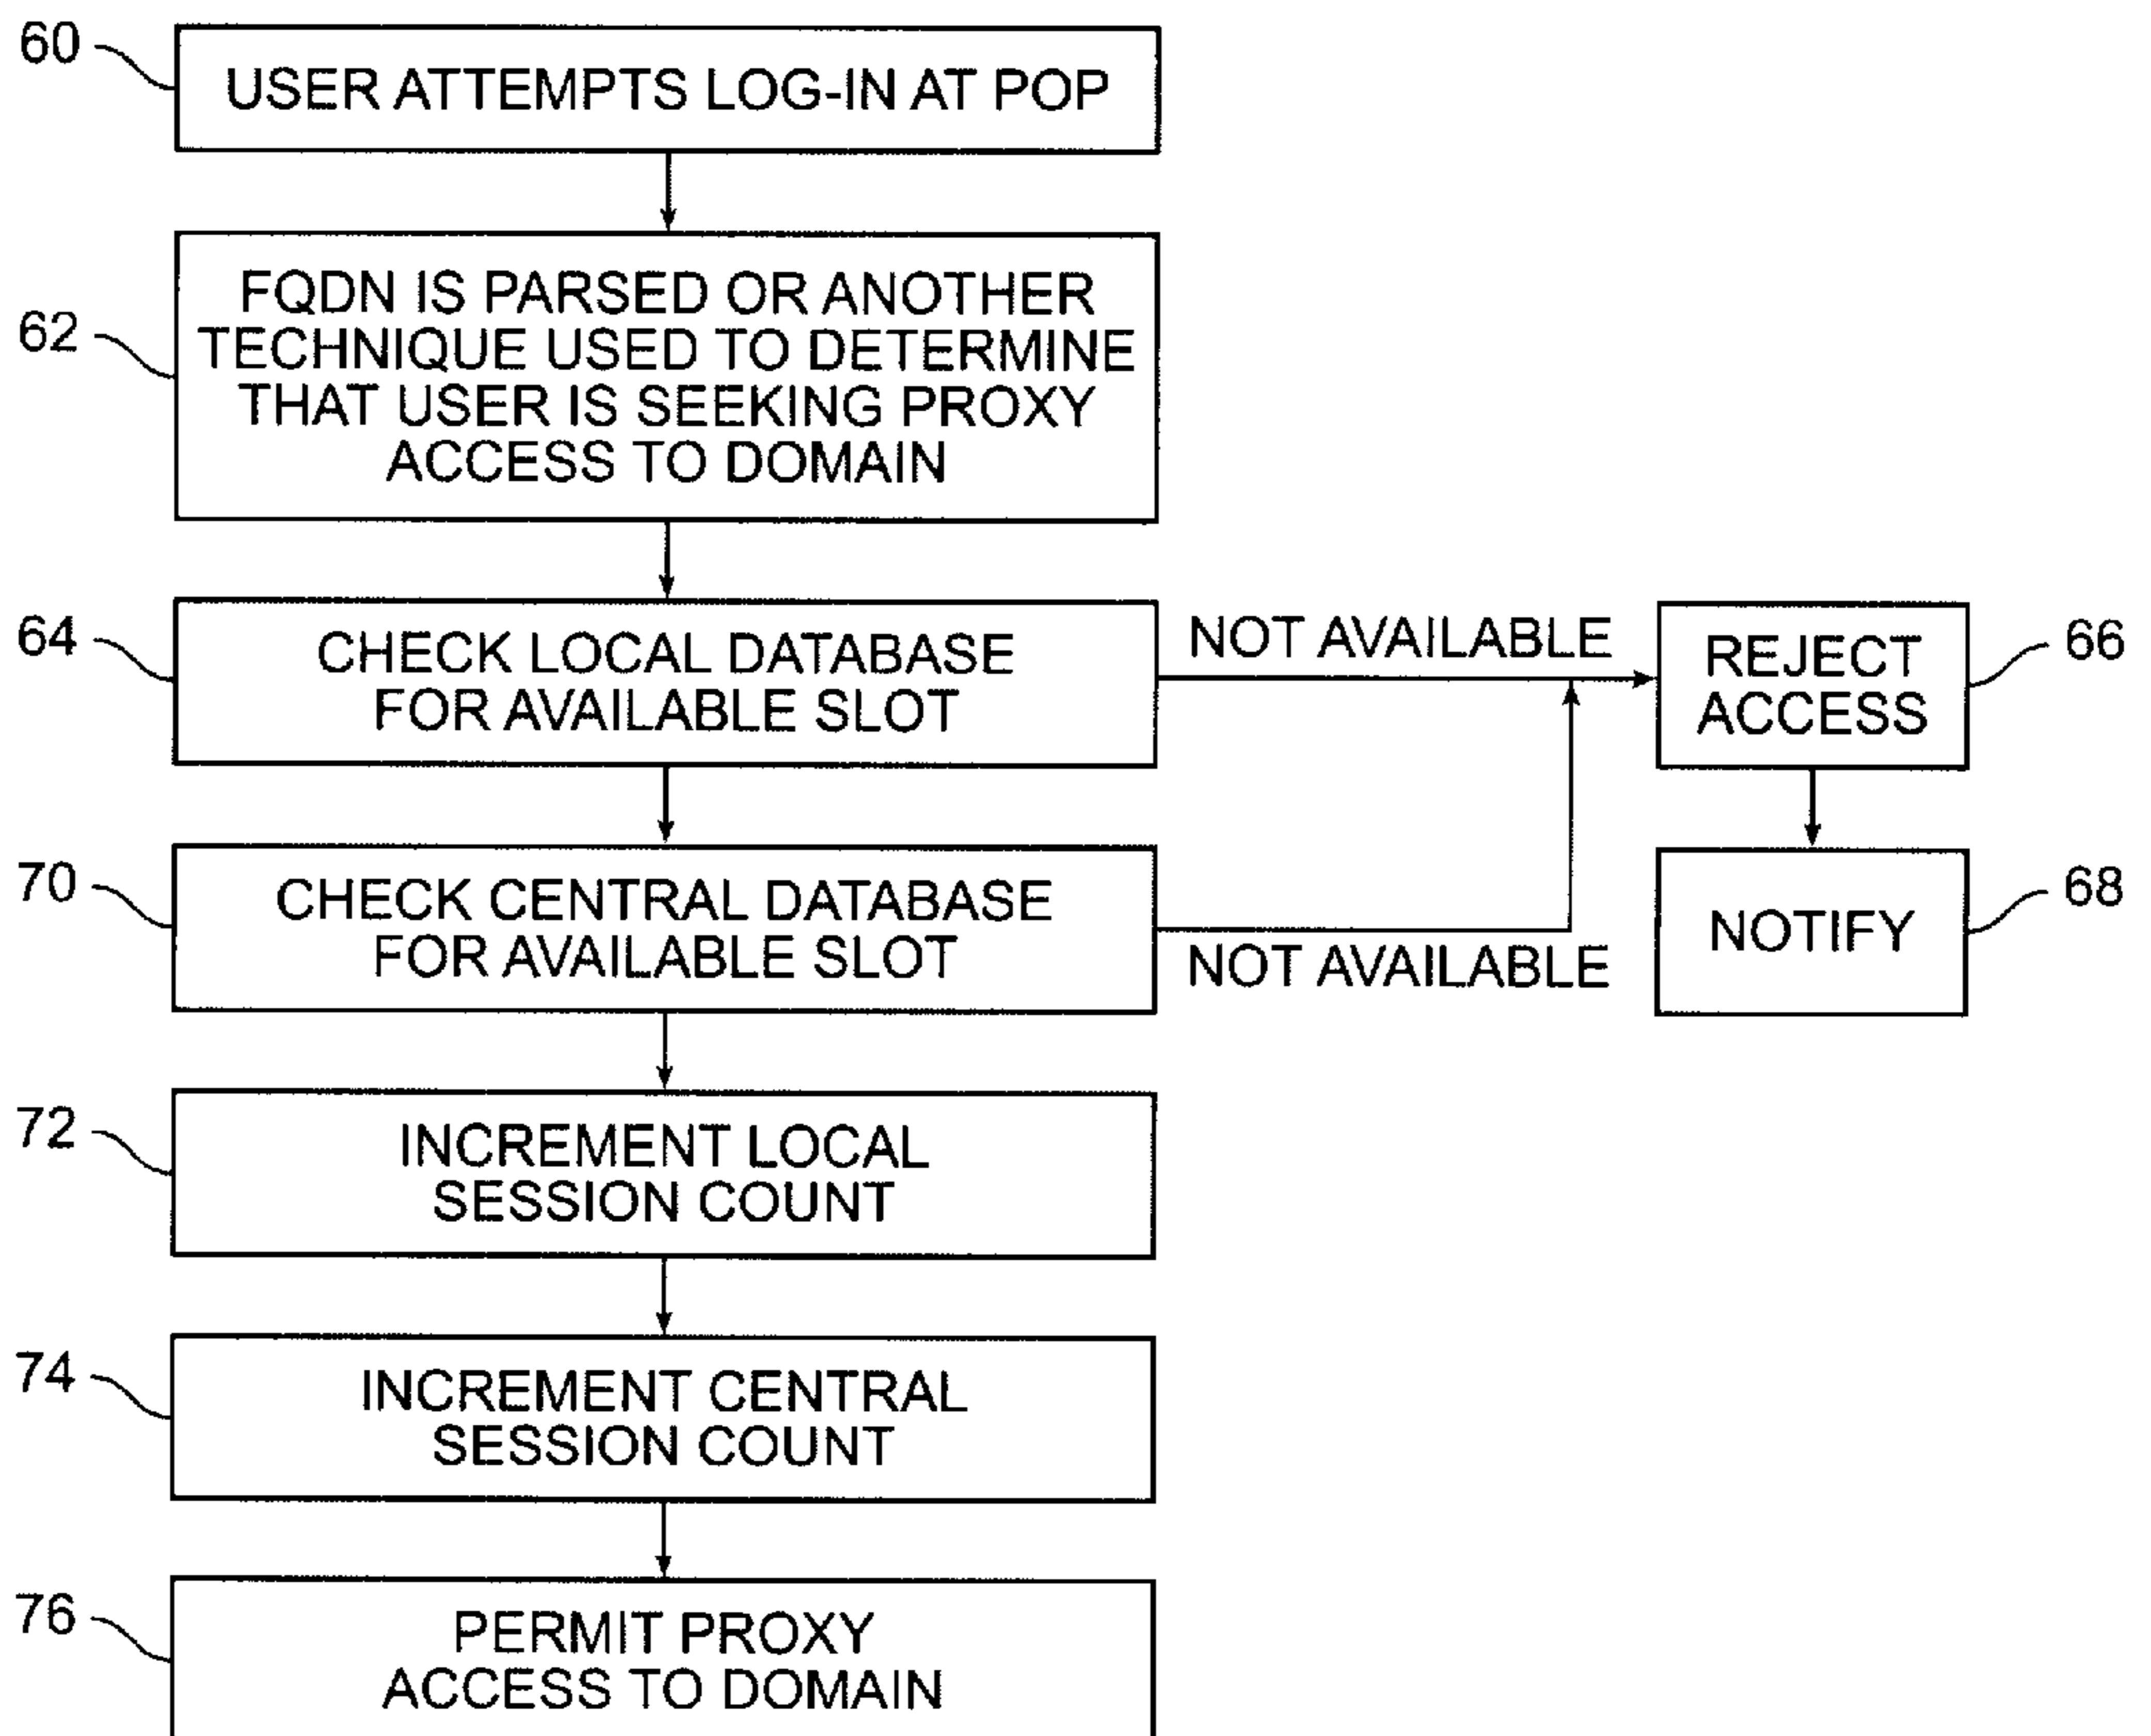 60
USER ATTEMPTS LOG-IN AT POP
62
FQDN IS PARSED OR ANOTHER
TECHNIQUE USED TO DETERMINE
THAT USER IS SEEKING PROXY
ACCESS TO DOMAIN
64
CHECK LOCAL DATABASE
FOR AVAILABLE SLOT
NOT AVAILABLE
REJECT
ACCESS
66
70
CHECK CENTRAL DATABASE
FOR AVAILABLE SLOT
NOT AVAILABLE
NOTIFY
68
72
INCREMENT LOCAL
SESSION COUNT
74
INCREMENT CENTRAL
SESSION COUNT
76
PERMIT PROXY
ACCESS TO DOMAIN